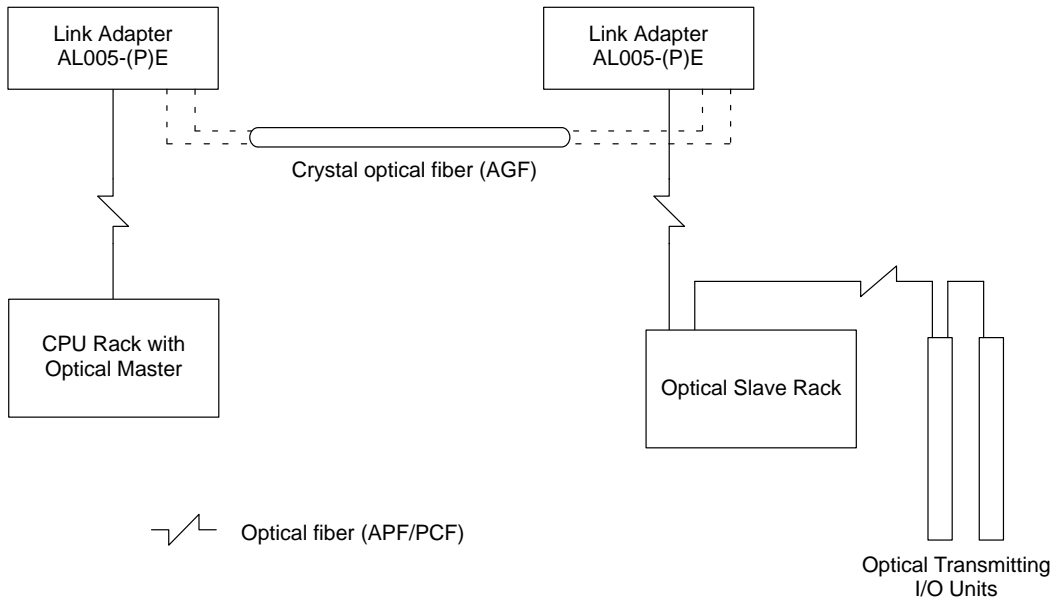 Link Adapter
AL005-(P)E
Link Adapter
AL005-(P)E
Crystal optical fiber (AGF)
CPU Rack with
Optical Master
Optical Slave Rack
Optical fiber (APF/PCF)
Optical Transmitting
I/O Units